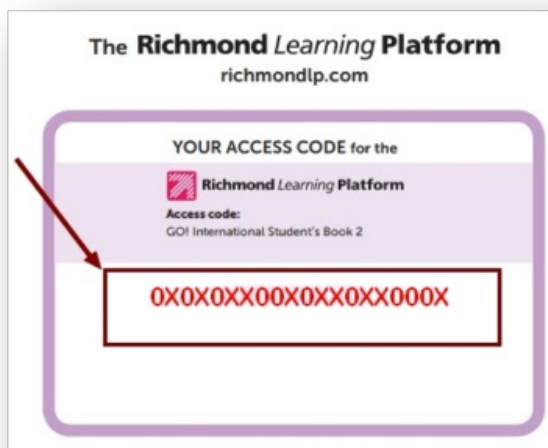 The Richmond Learning Platform
richmondlp.com
YOUR ACCESS CODE for the
Richmond Learning Platform
Access code:
GO! International Student's Book 2
0X0X0XX00X0XX0XX000X